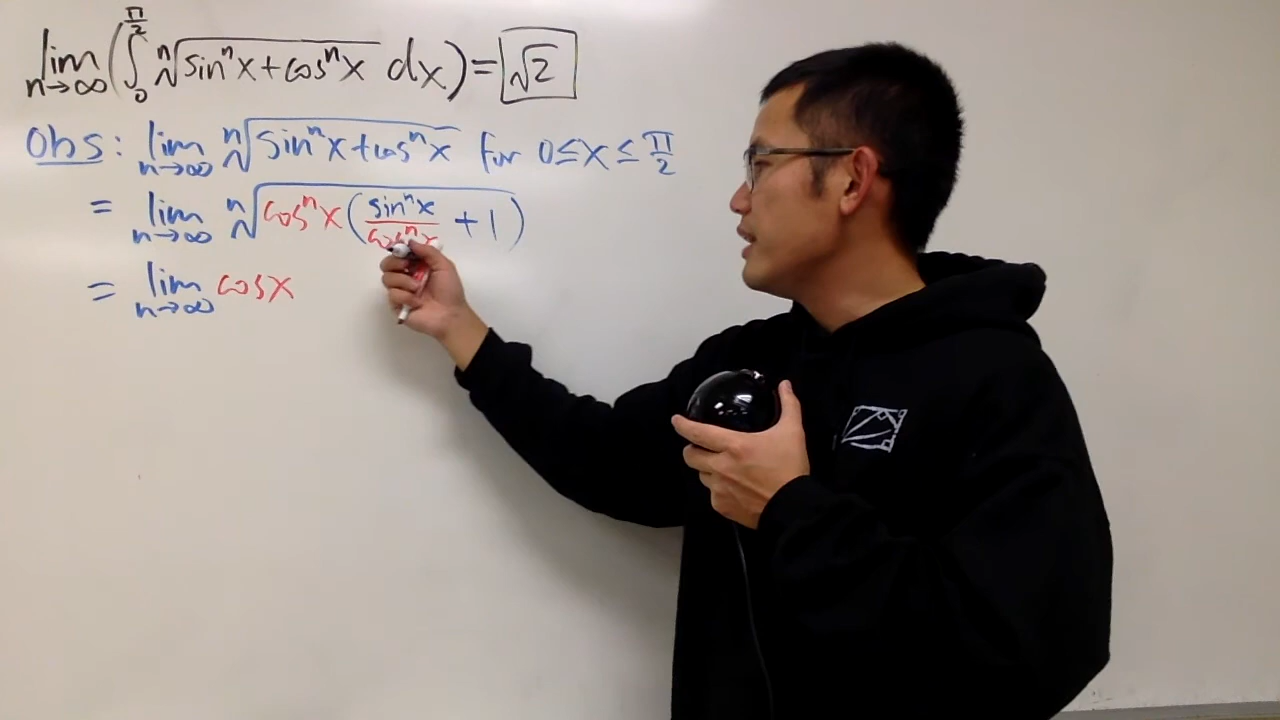 lim n→∞ (∫₀^{π/2} ⁿ√(sinⁿx + cosⁿx) dx) = √2
Obs: lim n→∞ ⁿ√(sinⁿx + cosⁿx) for 0 ≤ x ≤ π/2
= lim n→∞ ⁿ√(cosⁿx (sinⁿx/cosⁿx + 1))
= lim n→∞ cosx